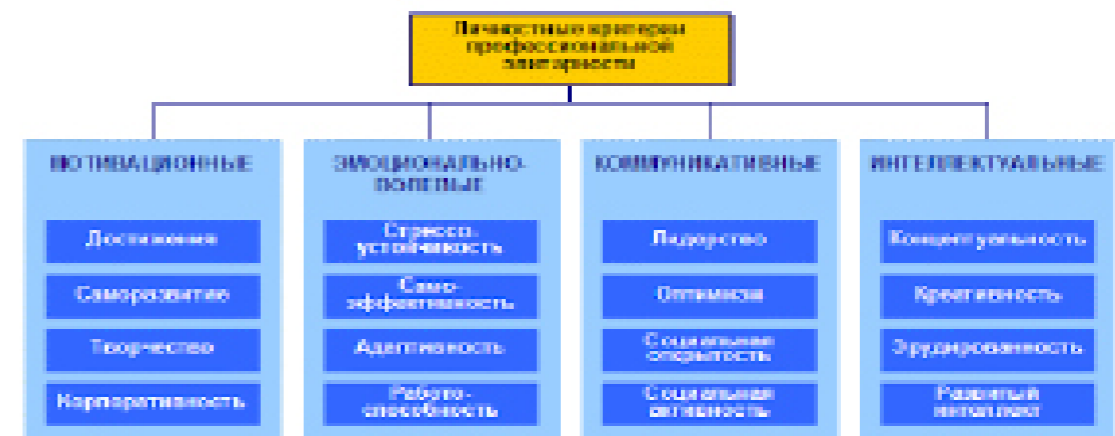 Личностные критерии
профессиональной
элитарности
МОТИВАЦИОННЫЕ
Достижения
Саморазвитие
Творчество
Корпоративность
ЭМОЦИОНАЛЬНО-
ВОЛЕВЫЕ
Стрессо-
устойчивость
Само-
эффективность
Адаптивность
Работо-
способность
КОММУНИКАТИВНЫЕ
Лидерство
Оптимизм
Социальная
открытость
Социальная
активность
ИНТЕЛЛЕКТУАЛЬНЫЕ
Концептуальность
Креативность
Эрудированность
Развитый
интеллект